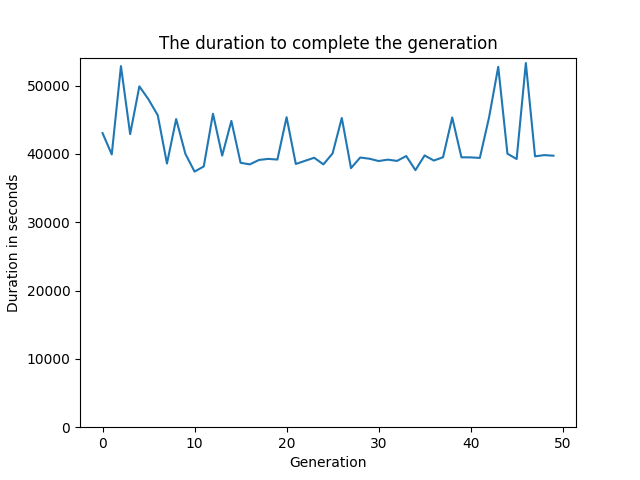 The duration to complete the generation
Duration in seconds
50000
40000
30000
20000
10000
0
0 10 20 30 40 50
Generation